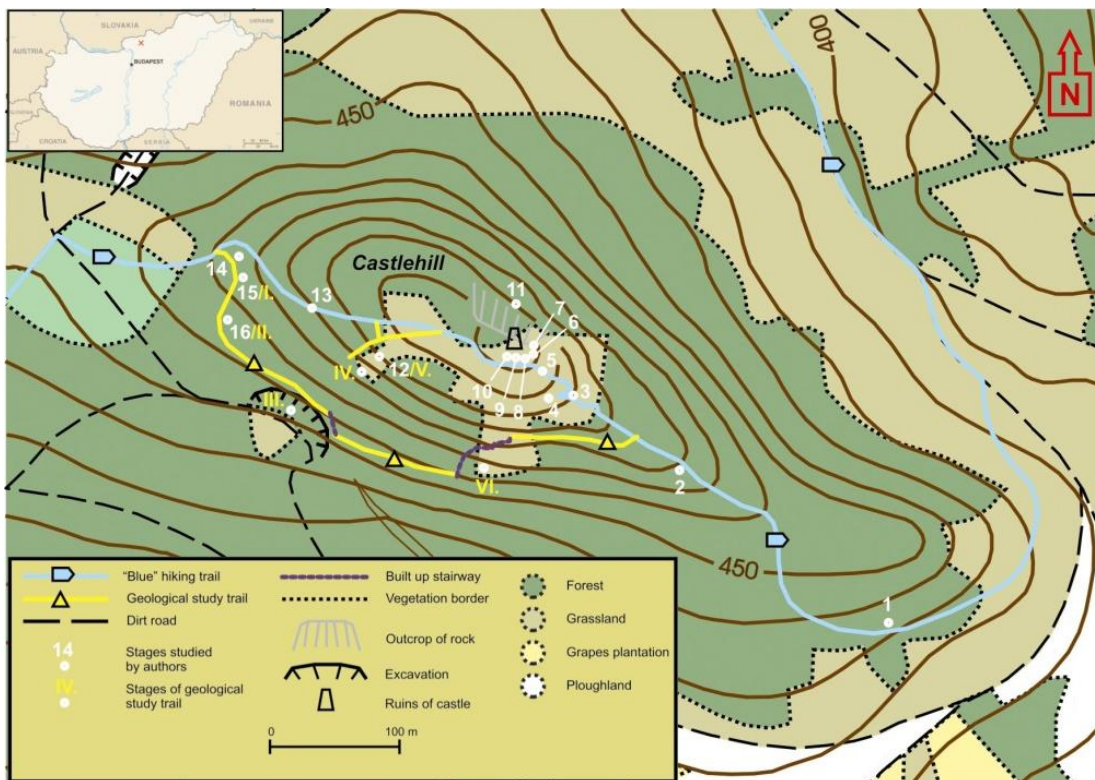 SLOVAKIA
UKRAINE
AUSTRIA
BUDAPEST
ROMANIA
CROATIA
SERBIA
450
400
N
Castlehill
14
15/I.
16/II.
13
11
7
6
5
IV.
12/V.
10
9
8
4
3
III.
VI.
2
450
1
"Blue" hiking trail
Geological study trail
Dirt road
14
Stages studied
by authors
IV.
Stages of geological
study trail
Built up stairway
Vegetation border
Outcrop of rock
Excavation
Ruins of castle
0
100 m
Forest
Grassland
Grapes plantation
Ploughland